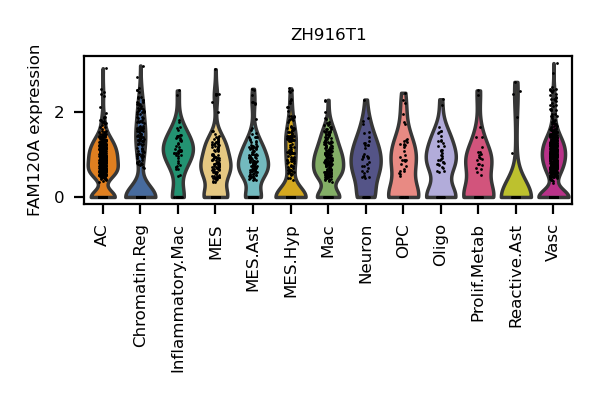 ZH916T1
FAM120A expression
2
0
AC
Chromatin.Reg
Inflammatory.Mac
MES
MES.Ast
MES.Hyp
Mac
Neuron
OPC
Oligo
Prolif.Metab
Reactive.Ast
Vasc